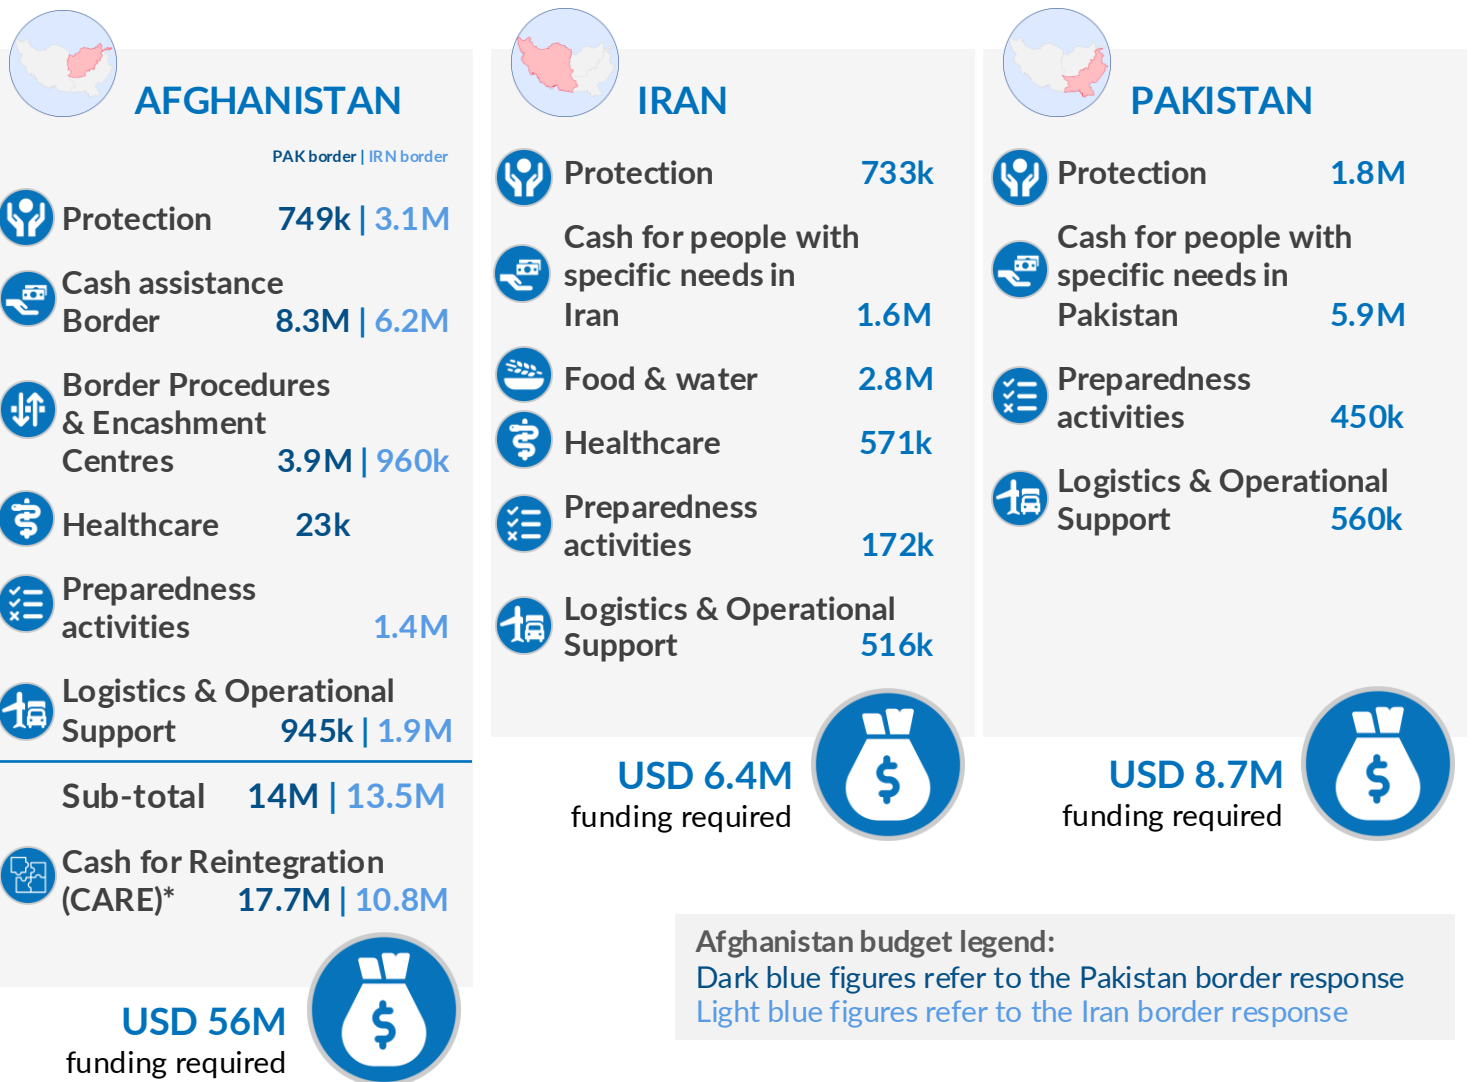 AFGHANISTAN
PAK border | IRN border
Protection 749k | 3.1M
Cash assistance
Border 8.3M | 6.2M
Border Procedures
& Encashment
Centres 3.9M | 960k
Healthcare 23k
Preparedness
activities 1.4M
Logistics & Operational
Support 945k | 1.9M
Sub-total 14M | 13.5M
Cash for Reintegration
(CARE)* 17.7M | 10.8M
$
USD 56M
funding required
IRAN
Protection 733k
Cash for people with
specific needs in
Iran 1.6M
Food & water 2.8M
Healthcare 571k
Preparedness
activities 172k
Logistics & Operational
Support 516k
$
USD 6.4M
funding required
PAKISTAN
Protection 1.8M
Cash for people with
specific needs in
Pakistan 5.9M
Preparedness
activities 450k
Logistics & Operational
Support 560k
$
USD 8.7M
funding required
Afghanistan budget legend:
Dark blue figures refer to the Pakistan border response
Light blue figures refer to the Iran border response